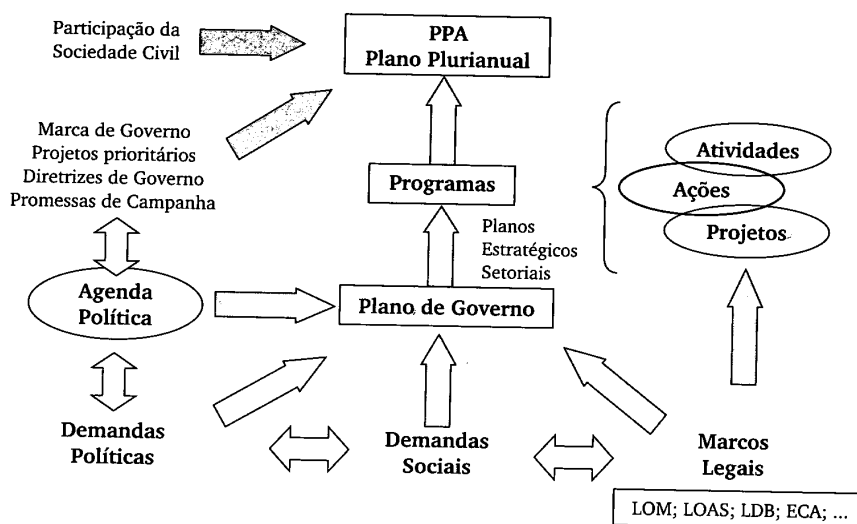 Participação da
Sociedade Civil
PPA
Plano Plurianual
Marca de Governo
Projetos prioritários
Diretrizes de Governo
Promessas de Campanha
Programas
Atividades
Ações
Projetos
Planos
Estratégicos
Setoriais
Agenda
Política
Plano de Governo
Demandas
Políticas
Demandas
Sociais
Marcos
Legais
LOM; LOAS; LDB; ECA; ...